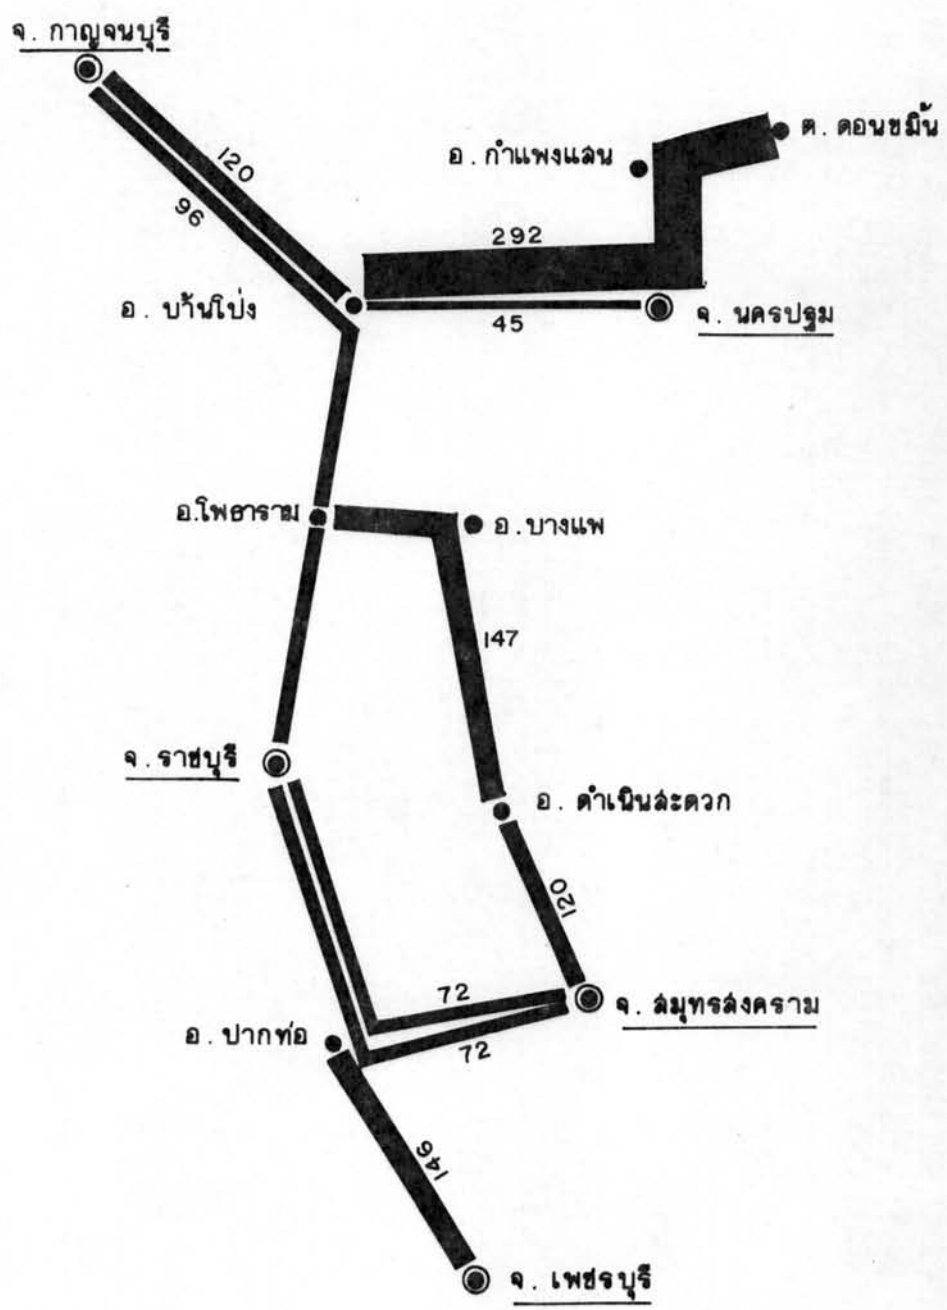 จ. กาญจนบุรี
ต. ดอนขมิ้น
อ. กำแพงแสน
120
96
292
อ. บ้านโป่ง
45
จ. นครปฐม
อ.โพธาราม
อ. บางแพ
147
จ. ราชบุรี
อ. ดำเนินสะดวก
120
72
จ. สมุทรสงคราม
อ. ปากท่อ
72
146
จ. เพชรบุรี